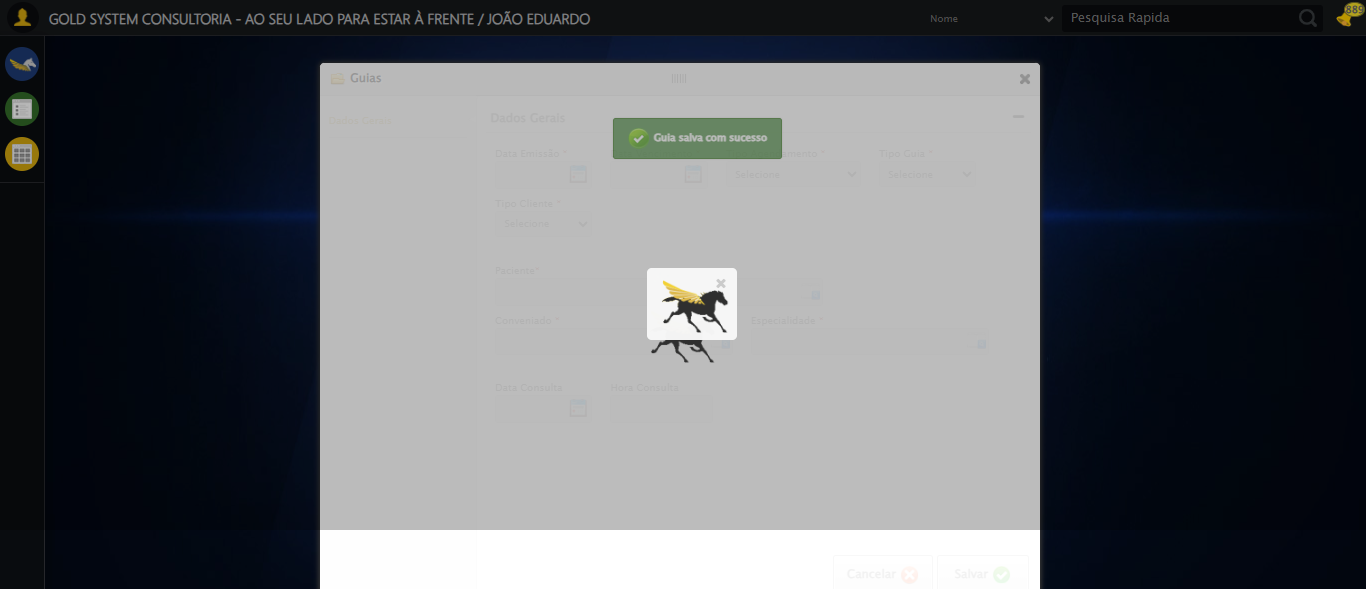 GOLD SYSTEM CONSULTORIA - AO SEU LADO PARA ESTAR À FRENTE / JOÃO EDUARDO
Nome
Pesquisa Rapida
889
Guias
Dados Gerais
Guia salva com sucesso
Data Emissão *
Tipo Guia *
Selecione
Selecione
Tipo Cliente *
Selecione
Paciente*
Conveniado *
Especialidade *
Data Consulta
Hora Consulta
Cancelar
Salvar